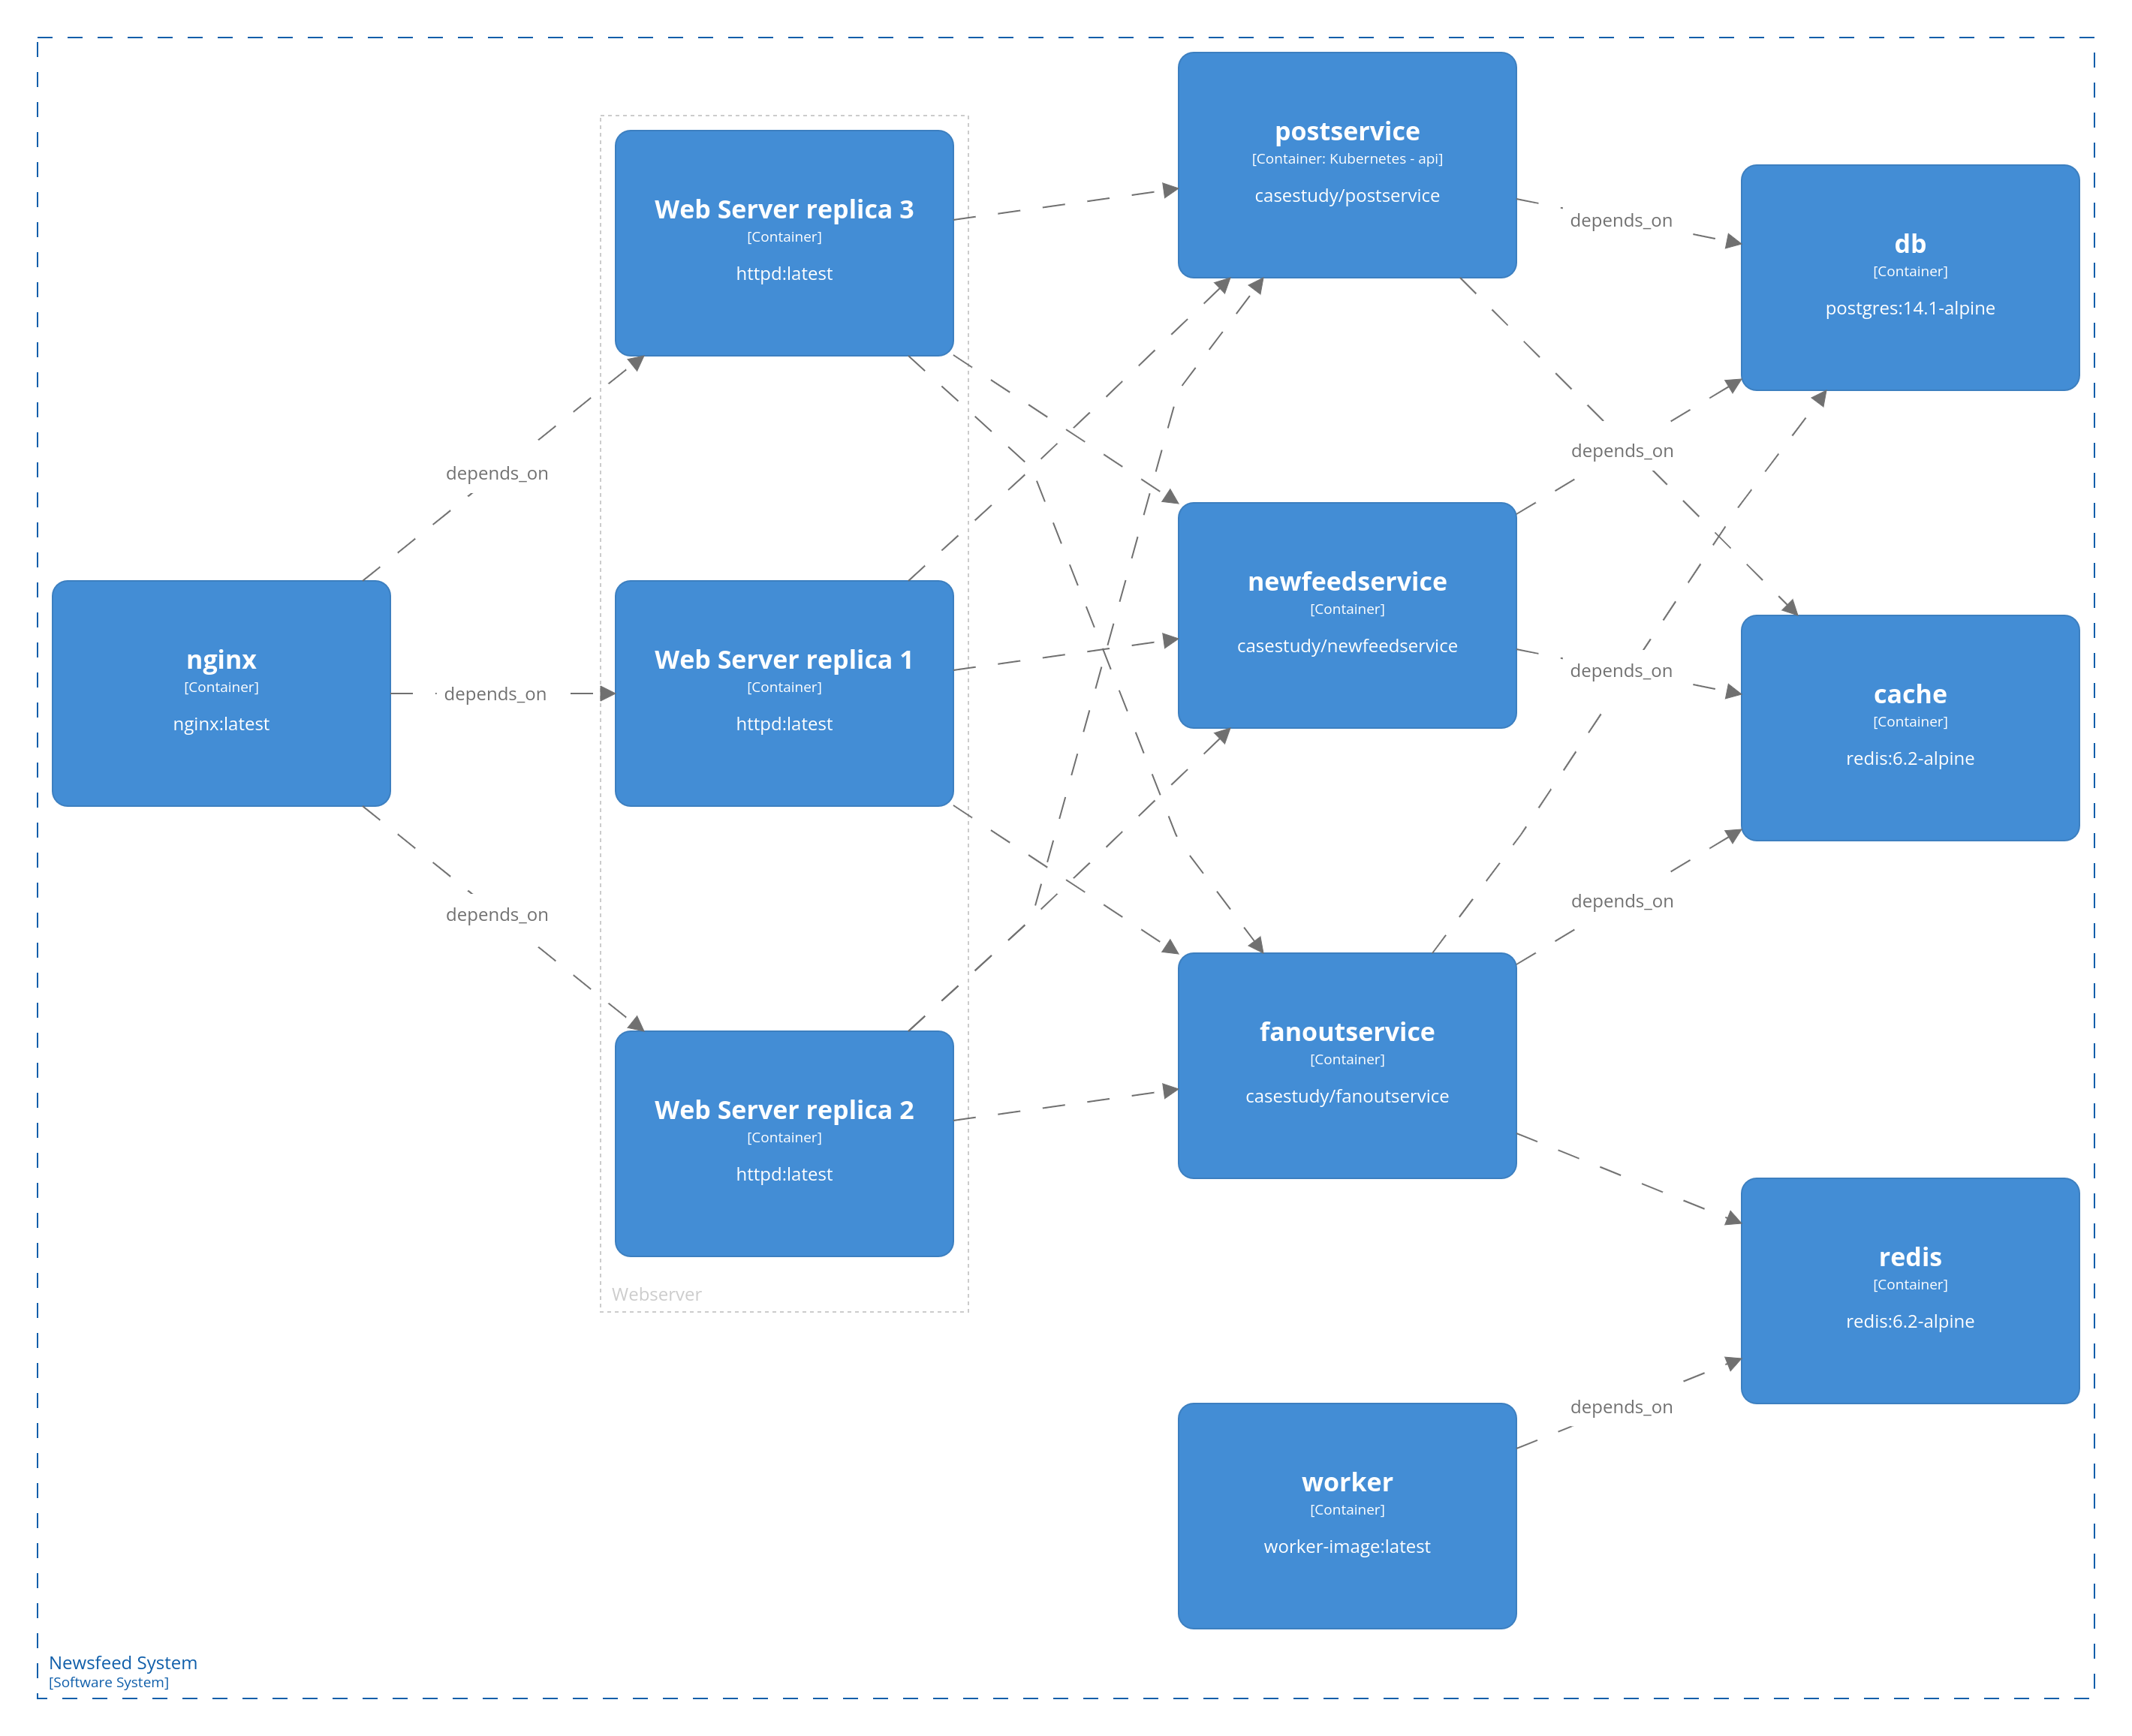 postservice
[Container: Kubernetes - api]
casestudy/postservice
Web Server replica 3
[Container]
httpd:latest
depends_on
db
[Container]
postgres:14.1-alpine
depends_on
depends_on
newfeedservice
[Container]
casestudy/newfeedservice
nginx
[Container]
nginx:latest
depends_on
Web Server replica 1
[Container]
httpd:latest
depends_on
cache
[Container]
redis:6.2-alpine
depends_on
depends_on
fanoutservice
[Container]
casestudy/fanoutservice
Web Server replica 2
[Container]
httpd:latest
redis
[Container]
redis:6.2-alpine
Webserver
depends_on
worker
[Container]
worker-image:latest
Newsfeed System
[Software System]